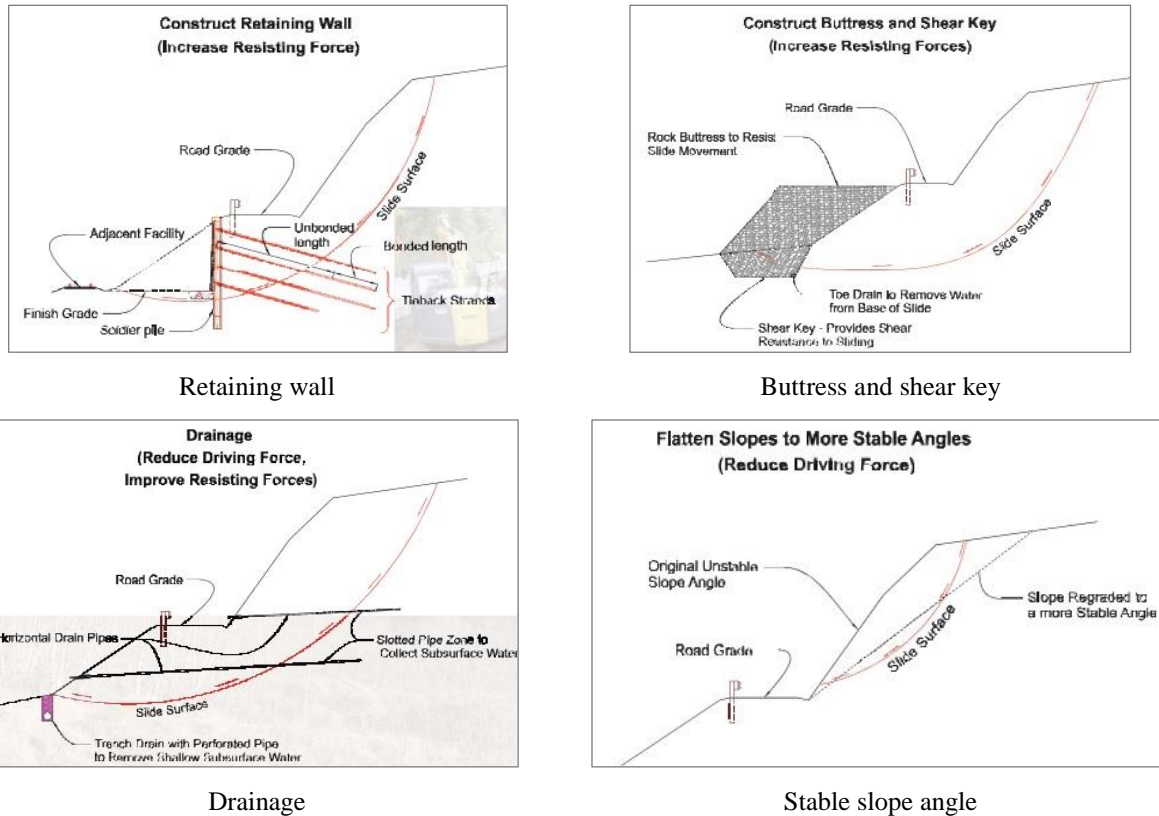 Construct Retaining Wall
(Increase Resisting Force)
Road Grade
Slide Surface
Adjacent Facility
Unbonded
length
Bonded length
Tieback Strands
Finish Grade
Soldier pile
Retaining wall
Construct Buttress and Shear Key
(Increase Resisting Forces)
Road Grade
Rock Buttress to Resist
Slide Movement
Slide Surface
Toe Drain to Remove Water
from Base of Slide
Shear Key - Provides Shear
Resistance to Sliding
Buttress and shear key
Drainage
(Reduce Driving Force,
Improve Resisting Forces)
Road Grade
Horizontal Drain Pipes
Slotted Pipe Zone to
Collect Subsurface Water
Slide Surface
Trench Drain with Perforated Pipe
to Remove Shallow Subsurface Water
Drainage
Flatten Slopes to More Stable Angles
(Reduce Driving Force)
Original Unstable
Slope Angle
Slope Regraded to
a more Stable Angle
Slide Surface
Road Grade
Stable slope angle